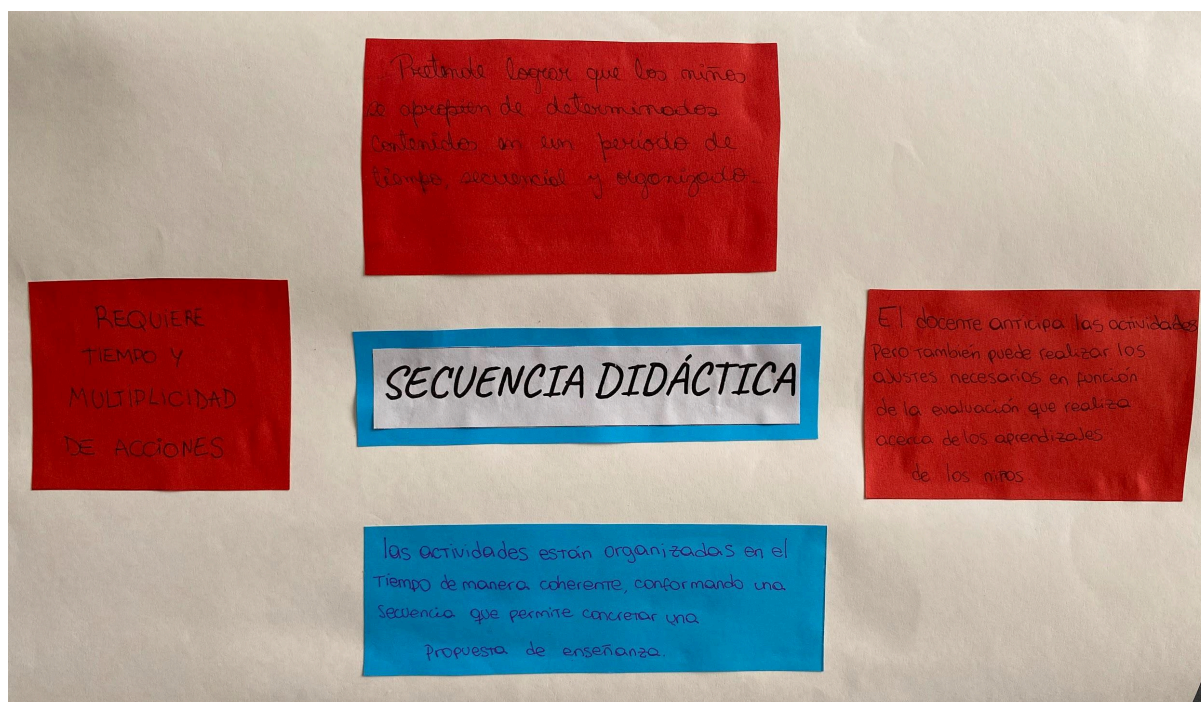 Pretende lograr que los niños
se apropien de determinados
contenidos en un período de
tiempo, secuencial y organizado.
REQUIERE
TIEMPO Y
MULTIPLICIDAD
DE ACCIONES
SECUENCIA DIDÁCTICA
El docente anticipa las actividades
Pero también puede realizar los
ajustes necesarios en función
de la evaluación que realiza
acerca de los aprendizajes
de los niños
las actividades están organizadas en el
Tiempo de manera coherente, conformando una
Secuencia que permite concretar una
Propuesta de enseñanza.